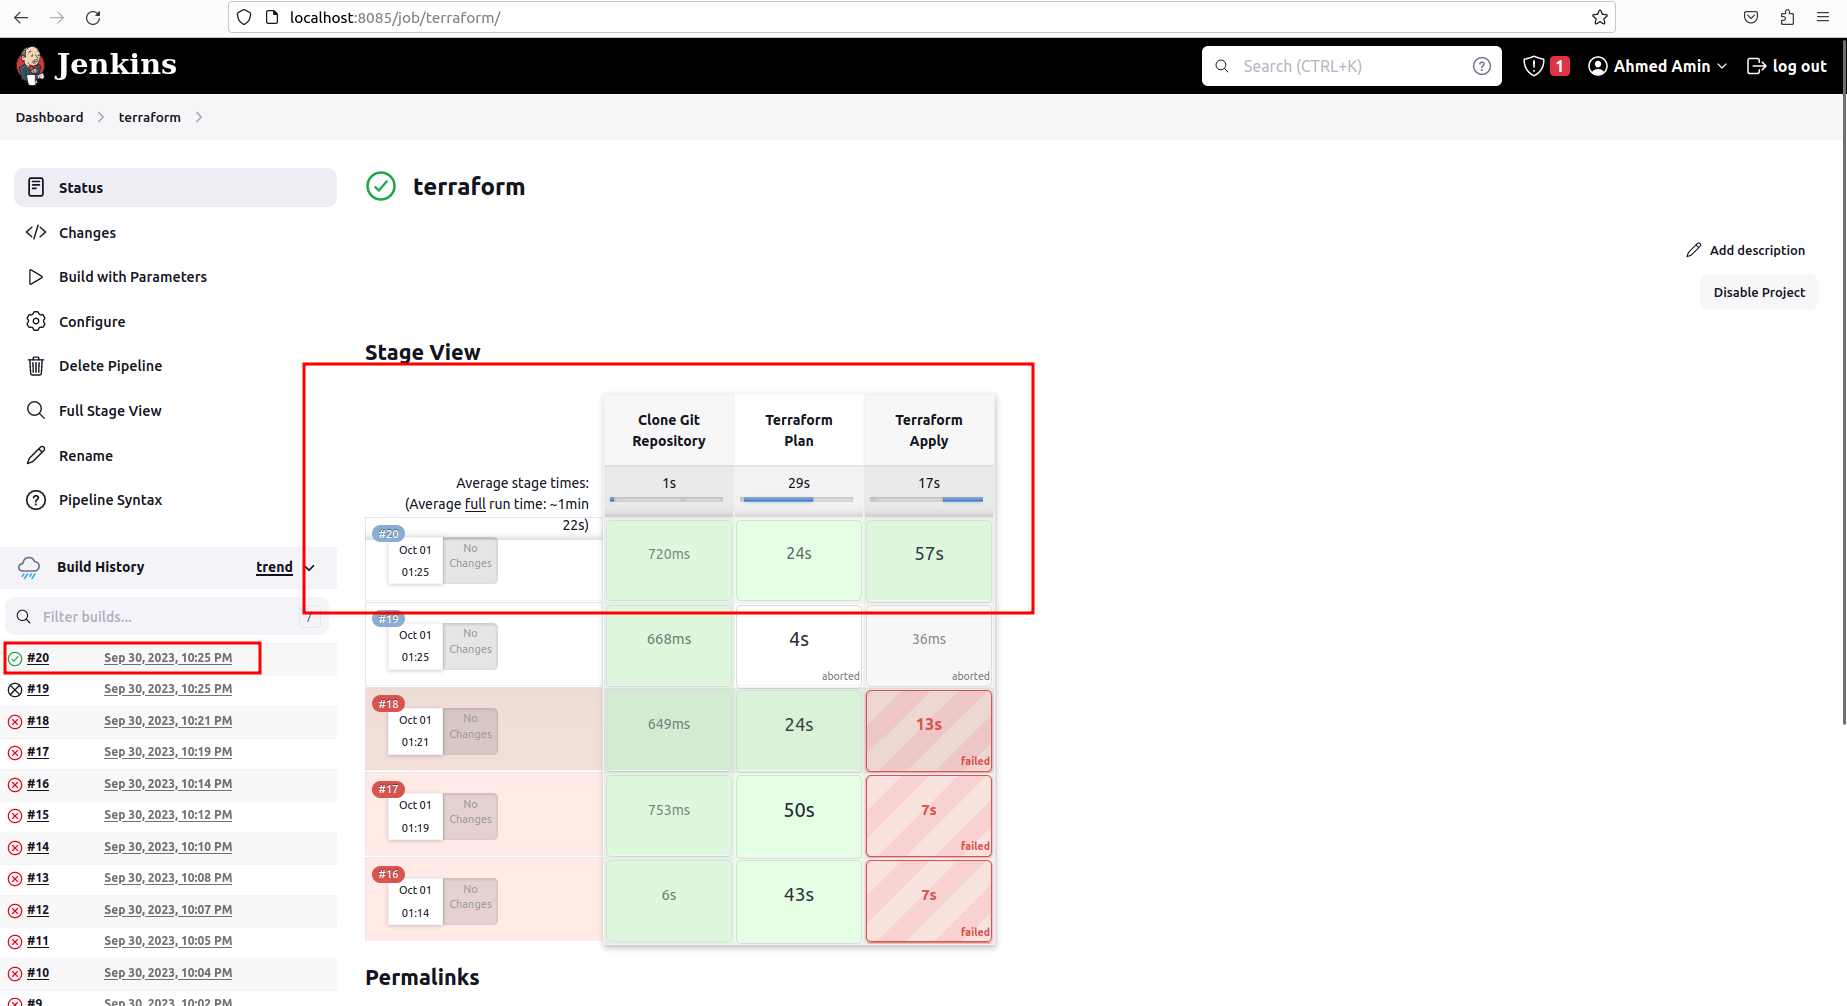 localhost:8085/job/terraform/
Jenkins
Search (CTRL+K)
1
Ahmed Amin
log out
Dashboard
terraform
Status
Changes
Build with Parameters
Configure
Delete Pipeline
Full Stage View
Rename
Pipeline Syntax
Build History
trend
Filter builds...
/
#20 Sep 30, 2023, 10:25 PM
#19 Sep 30, 2023, 10:25 PM
#18 Sep 30, 2023, 10:21 PM
#17 Sep 30, 2023, 10:19 PM
#16 Sep 30, 2023, 10:14 PM
#15 Sep 30, 2023, 10:12 PM
#14 Sep 30, 2023, 10:10 PM
#13 Sep 30, 2023, 10:08 PM
#12 Sep 30, 2023, 10:07 PM
#11 Sep 30, 2023, 10:05 PM
#10 Sep 30, 2023, 10:04 PM
#9 Sep 30, 2023, 10:02 PM
terraform
Add description
Disable Project
Stage View
Clone Git
Repository
Terraform
Plan
Terraform
Apply
Average stage times:
(Average full run time: ~1min
22s)
1s
29s
17s
#20
Oct 01
01:25
No
Changes
720ms
24s
57s
#19
Oct 01
01:25
No
Changes
668ms
4s
aborted
36ms
aborted
#18
Oct 01
01:21
No
Changes
649ms
24s
13s
failed
#17
Oct 01
01:19
No
Changes
753ms
50s
7s
failed
#16
Oct 01
01:14
No
Changes
6s
43s
7s
failed
Permalinks